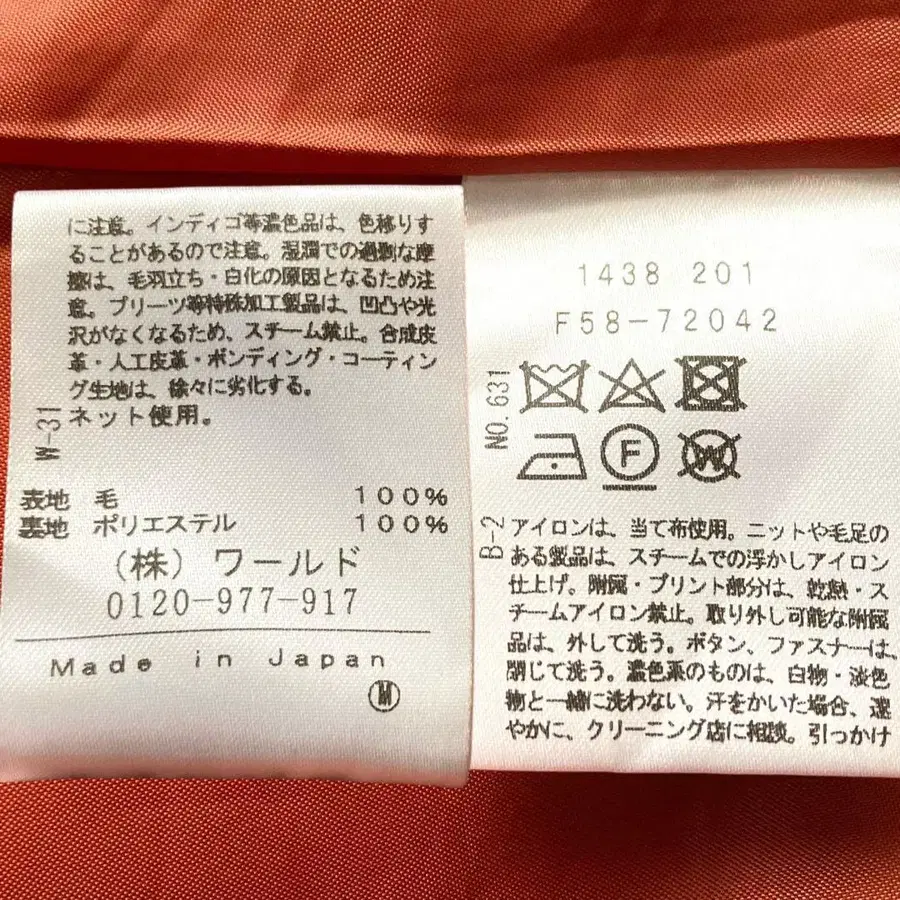 に注意。インディゴ等濃色品は、色移りす
ることがあるので注意。湿潤での過剰な摩
擦は、毛羽立ち・白化の原因となるため注
意。プリーツ等特殊加工製品は、凹凸や光
沢がなくなるため、スチーム禁止。合成皮
革・人工皮革・ボンディング・コーティン
グ生地は、徐々に劣化する。
ネット使用。
W-31
表地 毛 100%
裏地 ポリエステル 100%
(株) ワールド
0120-977-917
Made in Japan
M
1438 201
F58-72042
NO.631
F
W
B-2
アイロンは、当て布使用。ニットや毛足の
ある製品は、スチームでの浮かしアイロン
仕上げ。附属・プリント部分は、乾熱・ス
チームアイロン禁止。取り外し可能な附属
品は、外して洗う。ボタン、ファスナーは、
閉じて洗う。濃色系のものは、白物・淡色
物と一緒に洗わない。汗をかいた場合、速
やかに、クリーニング店に相談。引っかけ